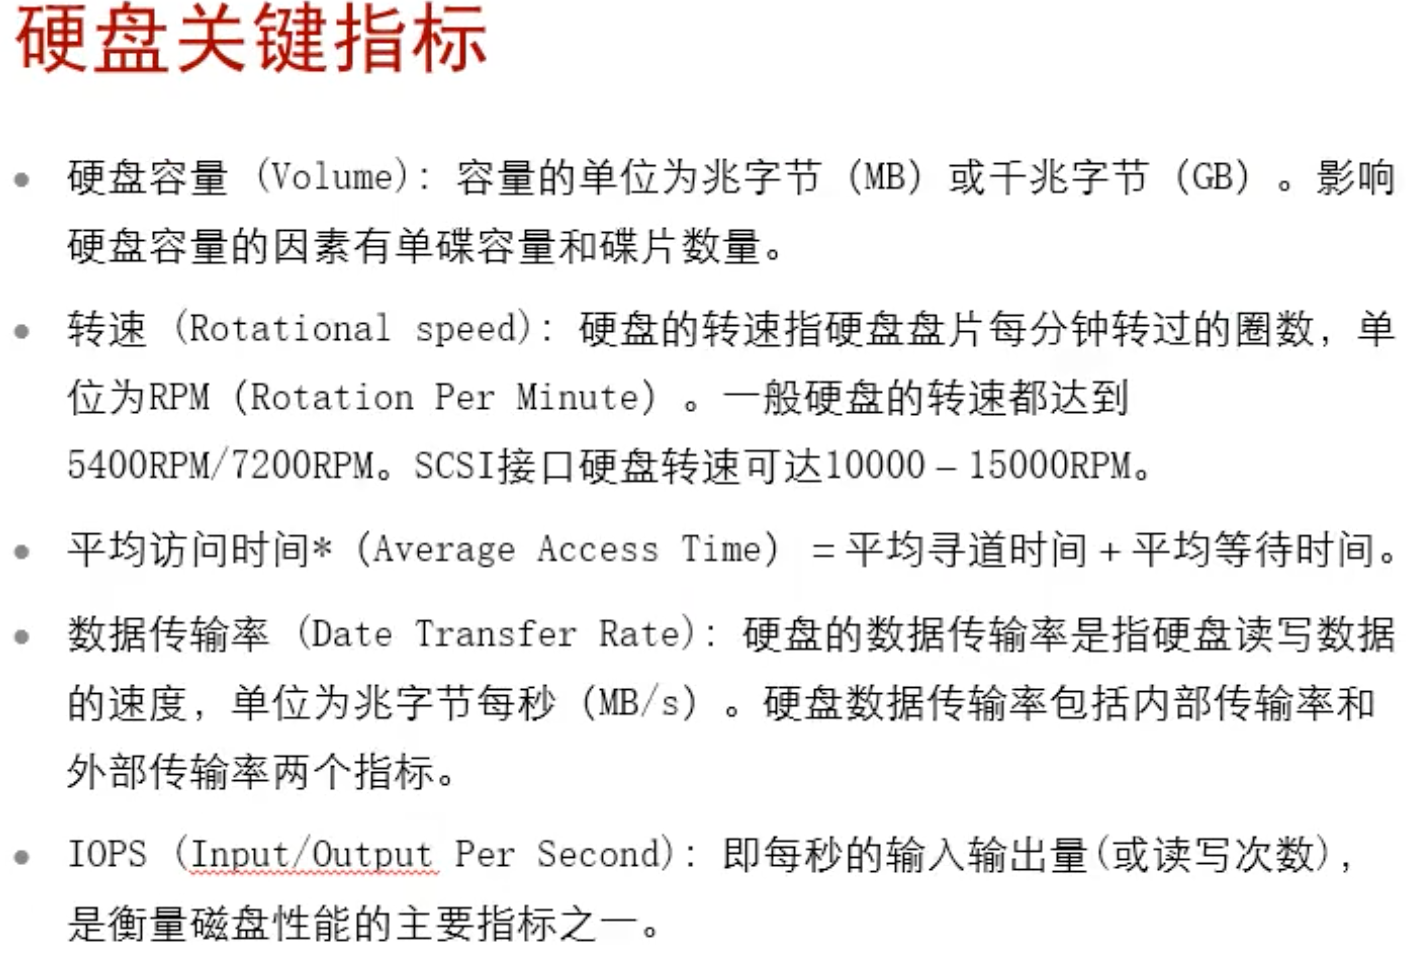 硬盘关键指标
• 硬盘容量（Volume）：容量的单位为兆字节（MB）或千兆字节（GB）。影响
硬盘容量的因素有单碟容量和碟片数量。
• 转速（Rotational speed）：硬盘的转速指硬盘盘片每分钟转过的圈数，单
位为RPM（Rotation Per Minute）。一般硬盘的转速都达到
5400RPM/7200RPM。SCSI接口硬盘转速可达10000－15000RPM。
• 平均访问时间*（Average Access Time）＝平均寻道时间＋平均等待时间。
• 数据传输率（Date Transfer Rate）：硬盘的数据传输率是指硬盘读写数据
的速度，单位为兆字节每秒（MB/s）。硬盘数据传输率包括内部传输率和
外部传输率两个指标。
• IOPS（Input/Output Per Second）：即每秒的输入输出量(或读写次数)，
是衡量磁盘性能的主要指标之一。